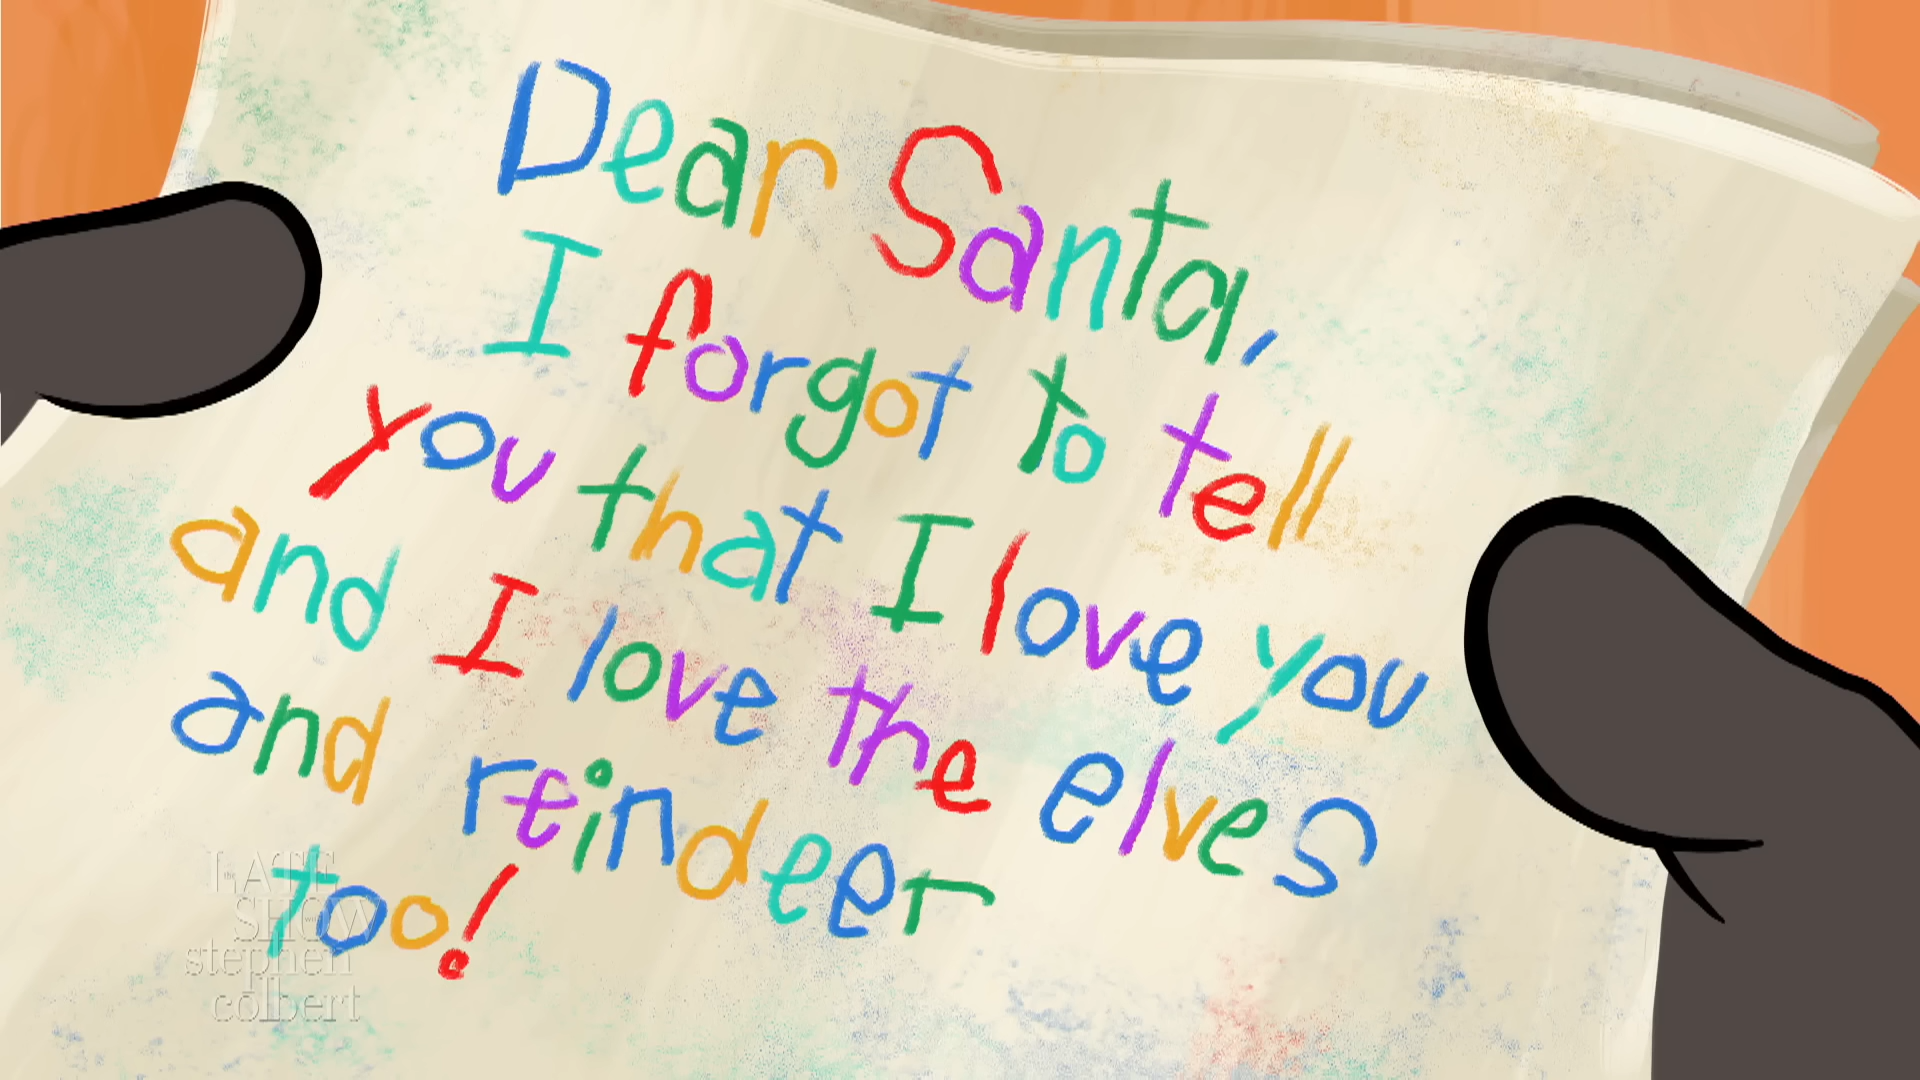 Dear Santa,
I forgot to tell
you that I love you
and I love the elves
and reindeer
too!
LATE
SHOW
stephen
colbert